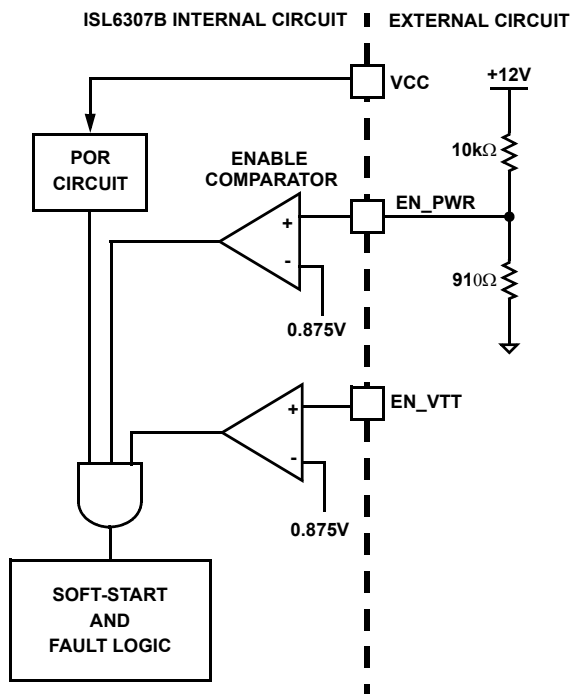 ISL6307B INTERNAL CIRCUIT
EXTERNAL CIRCUIT
VCC
+12V
POR
CIRCUIT
ENABLE
COMPARATOR
10kΩ
EN_PWR
+
-
910Ω
0.875V
EN_VTT
+
-
0.875V
SOFT-START
AND
FAULT LOGIC